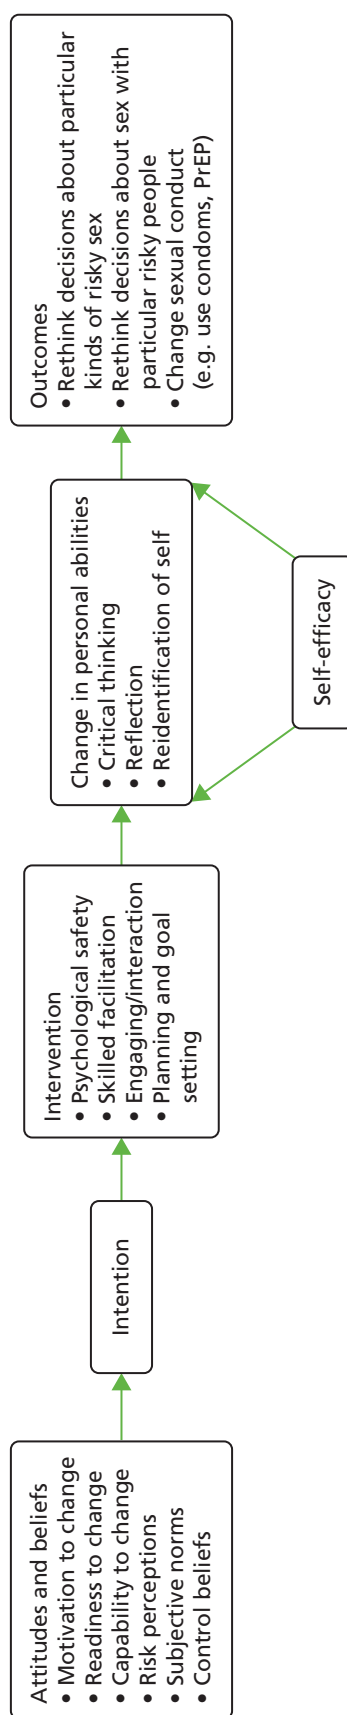 Attitudes and beliefs
• Motivation to change
• Readiness to change
• Capability to change
• Risk perceptions
• Subjective norms
• Control beliefs
Intention
Intervention
• Psychological safety
• Skilled facilitation
• Engaging/interaction
• Planning and goal
setting
Change in personal abilities
• Critical thinking
• Reflection
• Reidentification of self
Self-efficacy
Outcomes
• Rethink decisions about particular
kinds of risky sex
• Rethink decisions about sex with
particular risky people
• Change sexual conduct
(e.g. use condoms, PrEP)